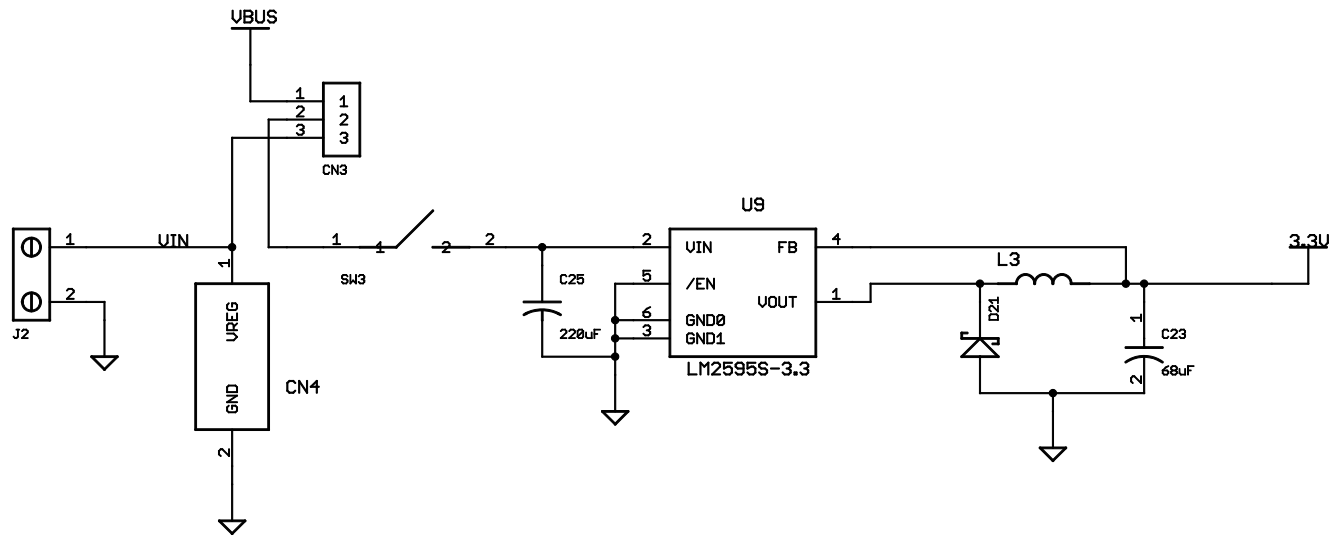 VBUS
1 1
2 2
3 3
CN3
U9
1 VIN
1 1 2 2
2 VIN FB 4
3.3V
SW3
C25
5 /EN
L3
1
VREG
220uF
6 GND0
3 GND1
VOUT 1
D21
1
C23
68uF
2
2
J2
LM2595S-3.3
GND
CN4
2